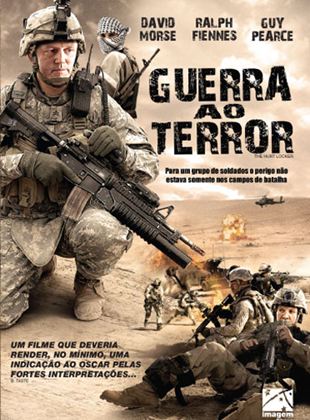 DAVID MORSE
RALPH FIENNES
GUY PEARCE
GUERRA
AO
TERROR
THE HURT LOCKER
Para um grupo de soldados o perigo não
estava somente nos campos de batalha
UM FILME QUE DEVERIA
RENDER, NO MÍNIMO, UMA
INDICAÇÃO AO OSCAR PELAS
FORTES INTERPRETAÇÕES...
imagem